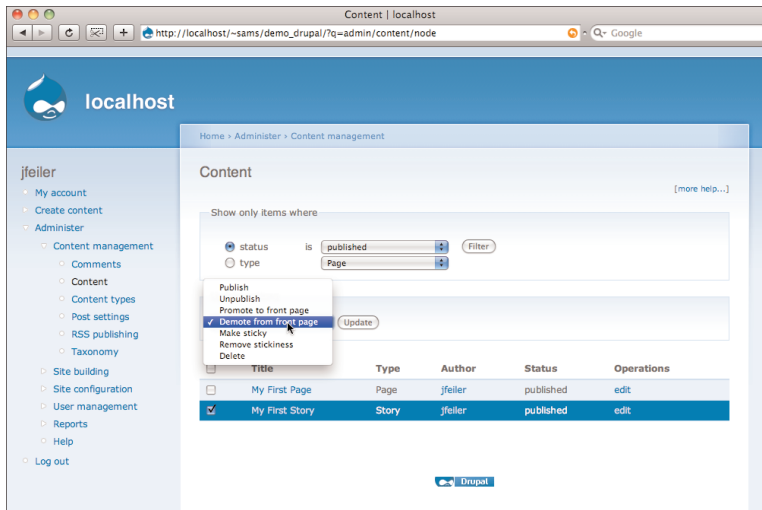 Content | localhost
http://localhost/~sams/demo_drupal/?q=admin/content/node
Google
localhost
Home › Administer › Content management
jfeiler
My account
Create content
Administer
Content management
Comments
Content
Content types
Post settings
RSS publishing
Taxonomy
Site building
Site configuration
User management
Reports
Help
Log out
Content
[more help...]
Show only items where
status is published Filter
type Page
Publish
Unpublish
Promote to front page
✓ Demote from front page
Make sticky
Remove stickiness
Delete
Update
Title Type Author Status Operations
My First Page Page jfeiler published edit
My First Story Story jfeiler published edit
Drupal